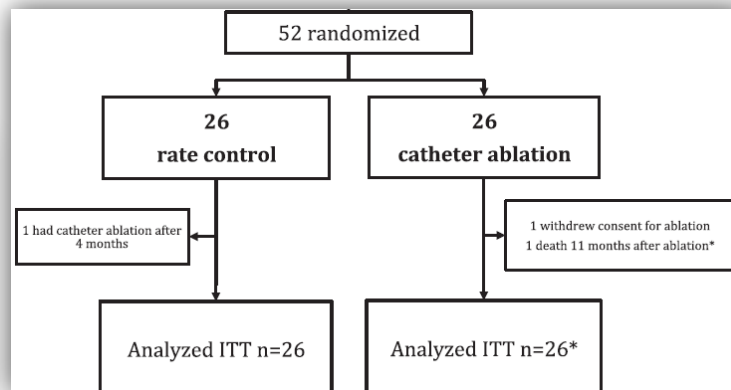 52 randomized
26
rate control
26
catheter ablation
1 had catheter ablation after
4 months
1 withdrew consent for ablation
1 death 11 months after ablation*
Analyzed ITT n=26
Analyzed ITT n=26*